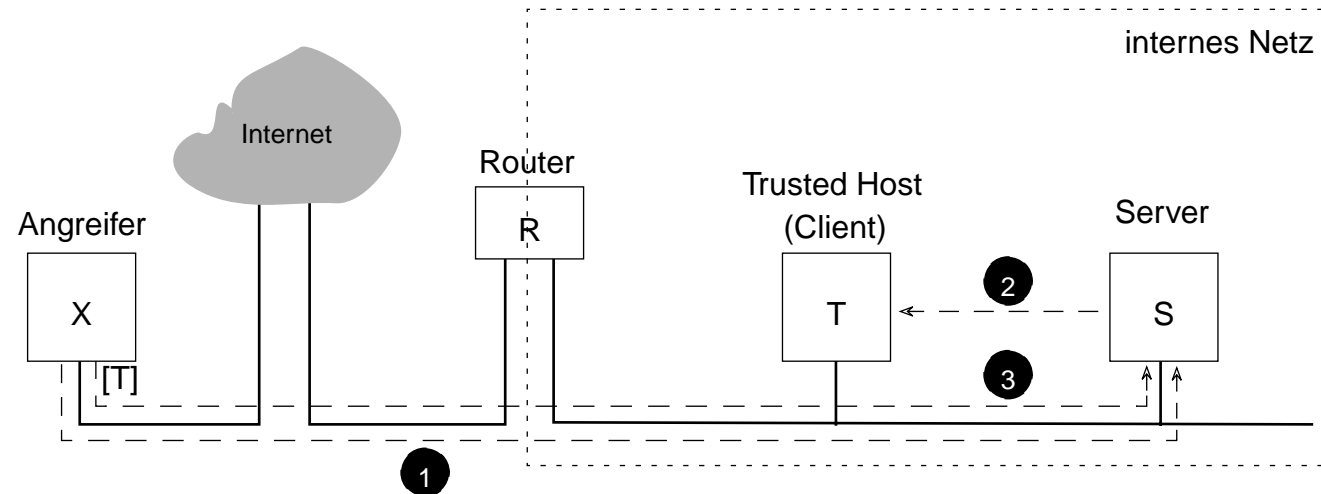 internes Netz
Internet
Router
R
Trusted Host
(Client)
Server
Angreifer
X
T
S
2
[T]
3
1